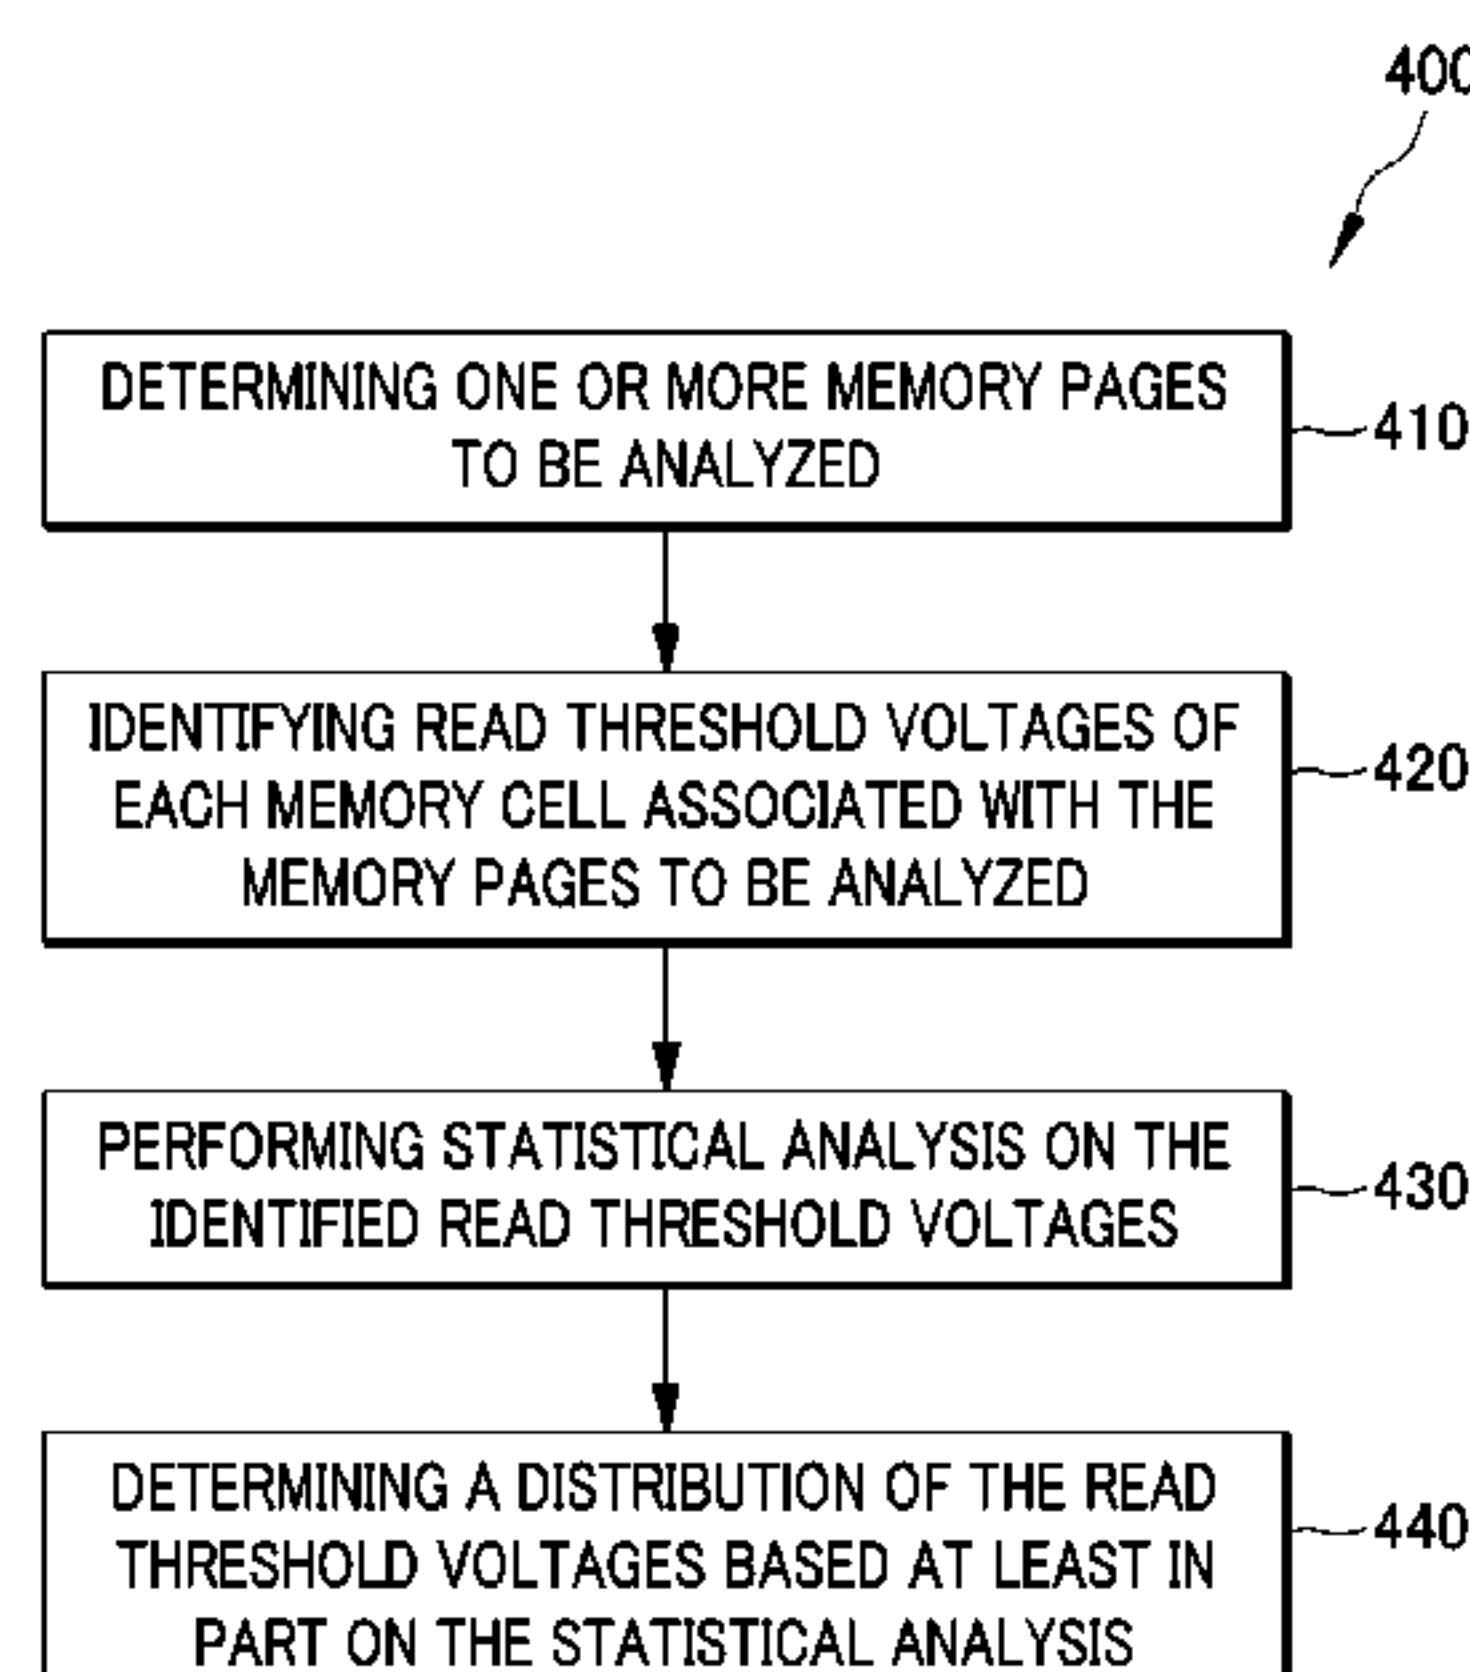 400
DETERMINING ONE OR MORE MEMORY PAGES
TO BE ANALYZED
410
IDENTIFYING READ THRESHOLD VOLTAGES OF
EACH MEMORY CELL ASSOCIATED WITH THE
MEMORY PAGES TO BE ANALYZED
420
PERFORMING STATISTICAL ANALYSIS ON THE
IDENTIFIED READ THRESHOLD VOLTAGES
430
DETERMINING A DISTRIBUTION OF THE READ
THRESHOLD VOLTAGES BASED AT LEAST IN
PART ON THE STATISTICAL ANALYSIS
440